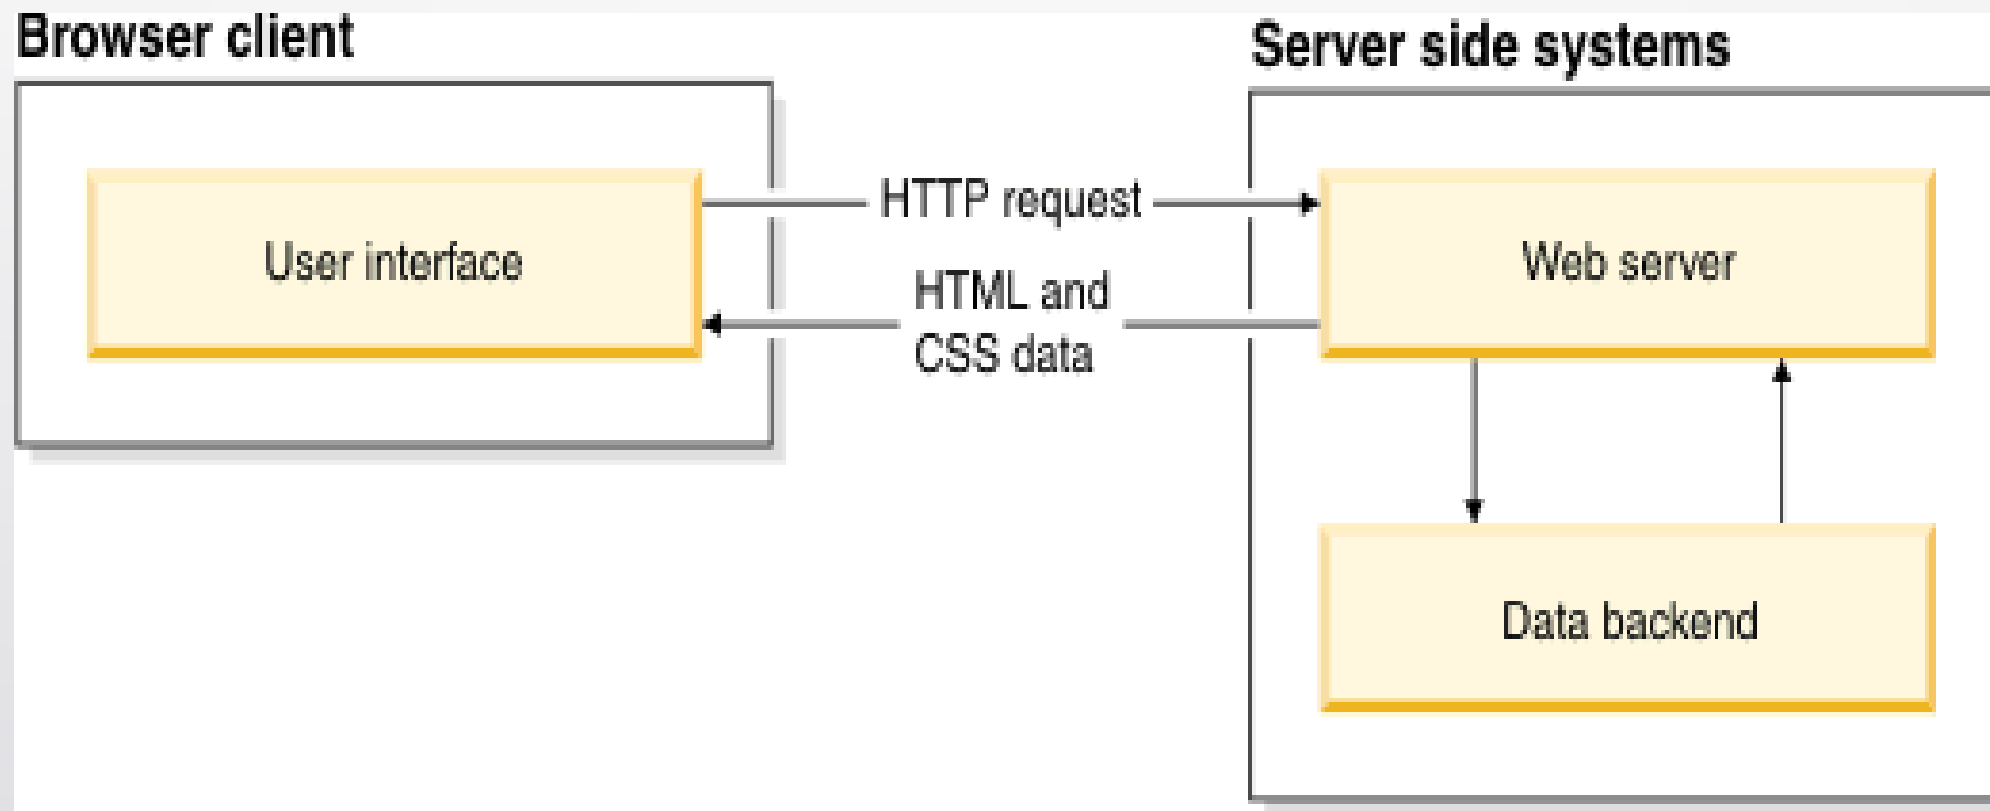 Browser client
Server side systems
HTTP request
User interface
Web server
HTML and
CSS data
Data backend